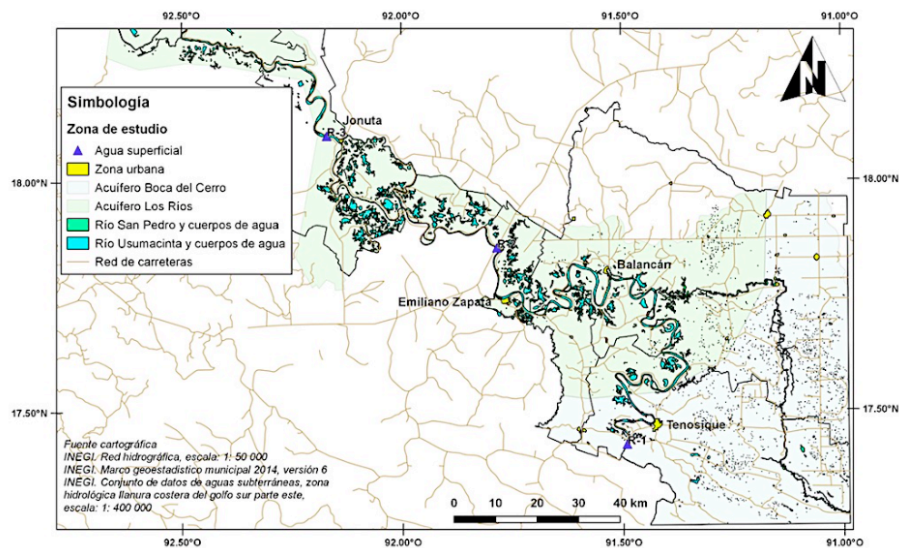 92.50°O 92.00°O 91.50°O 91.00°O
N
Simbología
Zona de estudio
Agua superficial
Zona urbana
Acuífero Boca del Cerro
Acuífero Los Ríos
Río San Pedro y cuerpos de agua
Río Usumacinta y cuerpos de agua
Red de carreteras
Jonuta
R-3
18.00°N 18.00°N
Balancán
Emiliano Zapata
17.50°N 17.50°N
Tenosique
R-1
Fuente cartográfica
INEGI. Red hidrográfica, escala: 1: 50 000
INEGI. Marco geoestadístico municipal 2014, versión 6
INEGI. Conjunto de datos de aguas subterráneas, zona
hidrológica llanura costera del golfo sur parte este,
escala: 1: 400 000
0 10 20 30 40 km
92.50°O 92.00°O 91.50°O 91.00°O